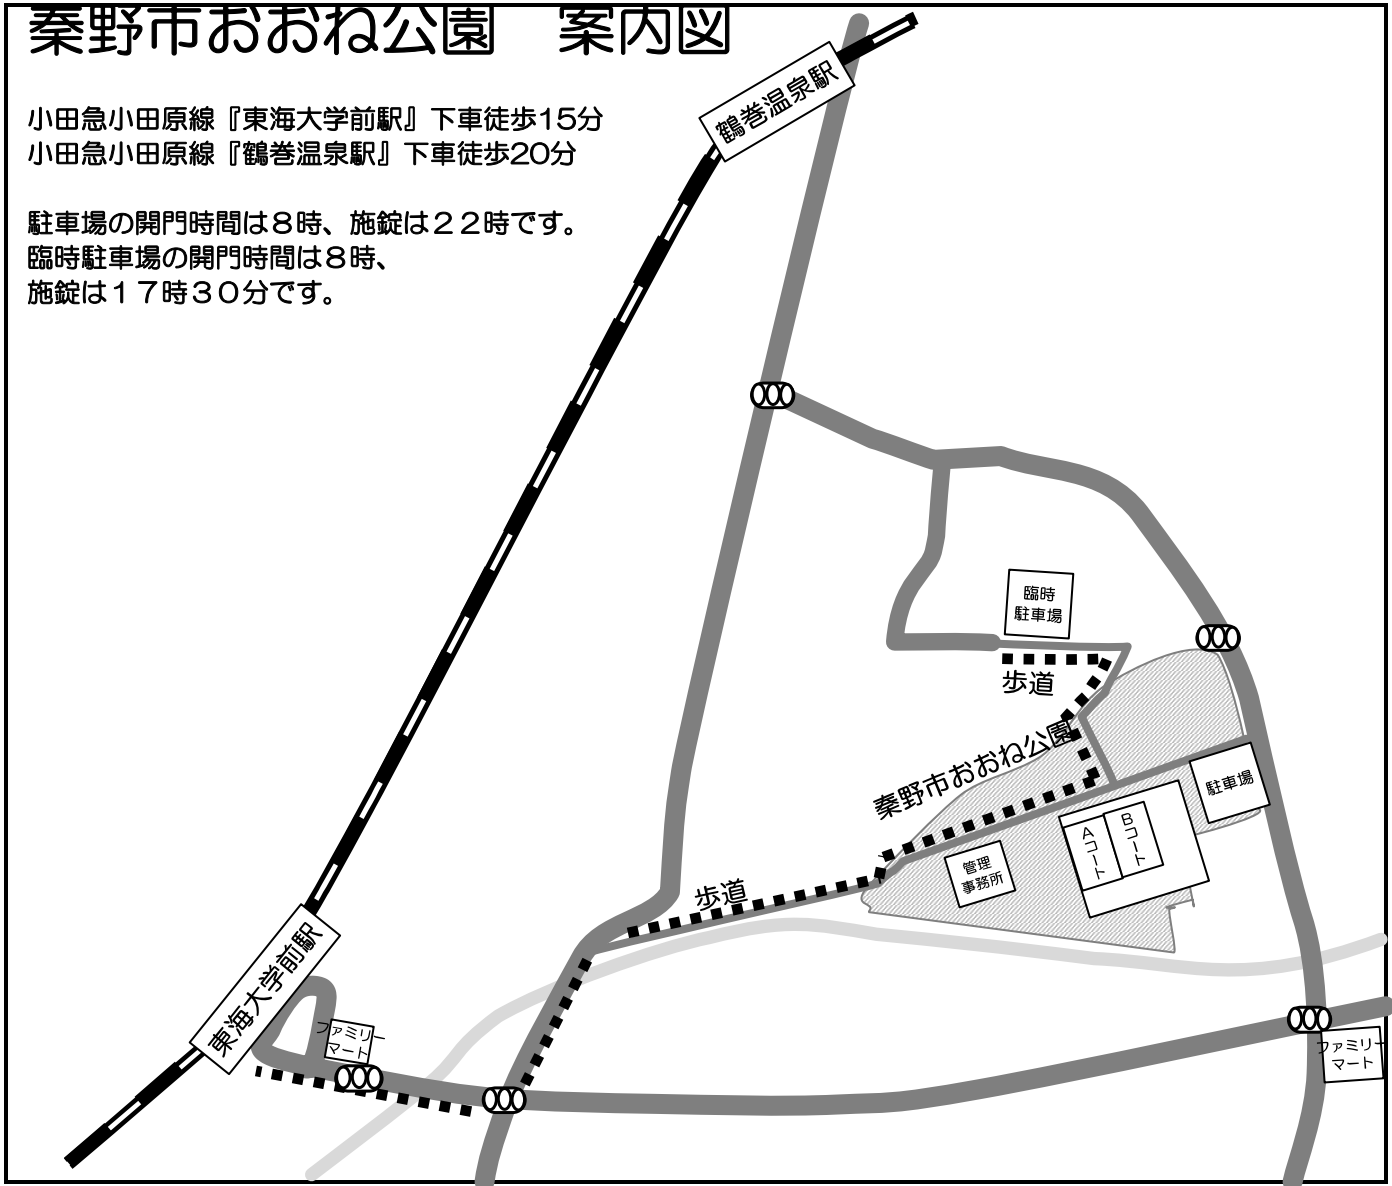 秦野市おおね公園　案内図
小田急小田原線『東海大学前駅』下車徒歩15分
小田急小田原線『鶴巻温泉駅』下車徒歩20分
駐車場の開門時間は８時、施錠は２２時です。
臨時駐車場の開門時間は８時、
施錠は１７時３０分です。
鶴巻温泉駅
臨時
駐車場
歩道
秦野市おおね公園
駐車場
Aコート
Bコート
管理
事務所
歩道
東海大学前駅
ファミリー
マート
ファミリー
マート